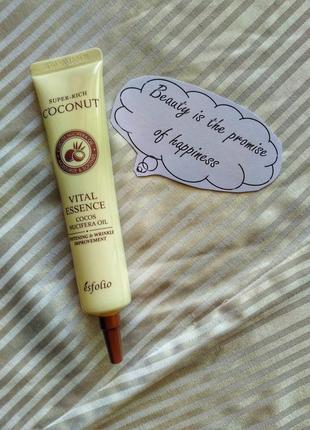 SUPER-RICH
COCONUT
VITAL
ESSENCE
COCOS
NUCIFERA OIL
WHITENING & WRINKLE
IMPROVEMENT
esfolio
Beauty is the promise
of happiness